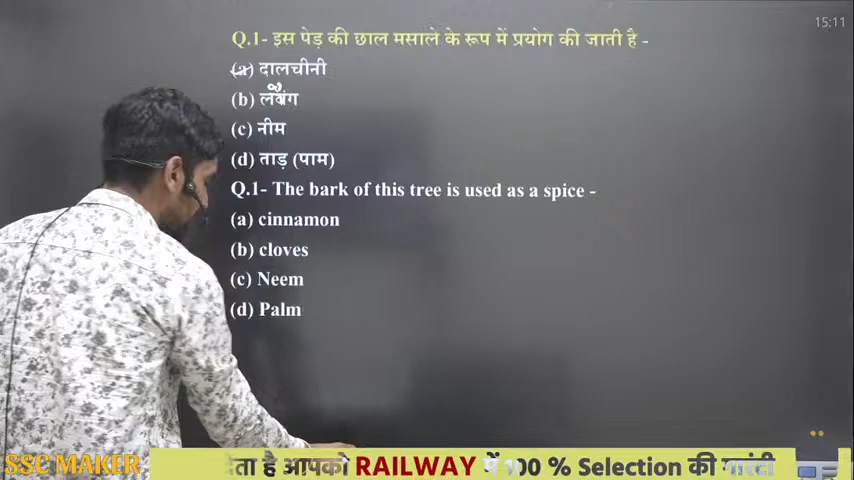 15:11
Q.1- इस पेड़ की छाल मसाले के रूप में प्रयोग की जाती है -
(a) दालचीनी
(b) लौंग
(c) नीम
(d) ताड़ (पाम)
Q.1- The bark of this tree is used as a spice -
(a) cinnamon
(b) cloves
(c) Neem
(d) Palm
SSC MAKER देता है आपको RAILWAY में 100 % Selection की गारंटी